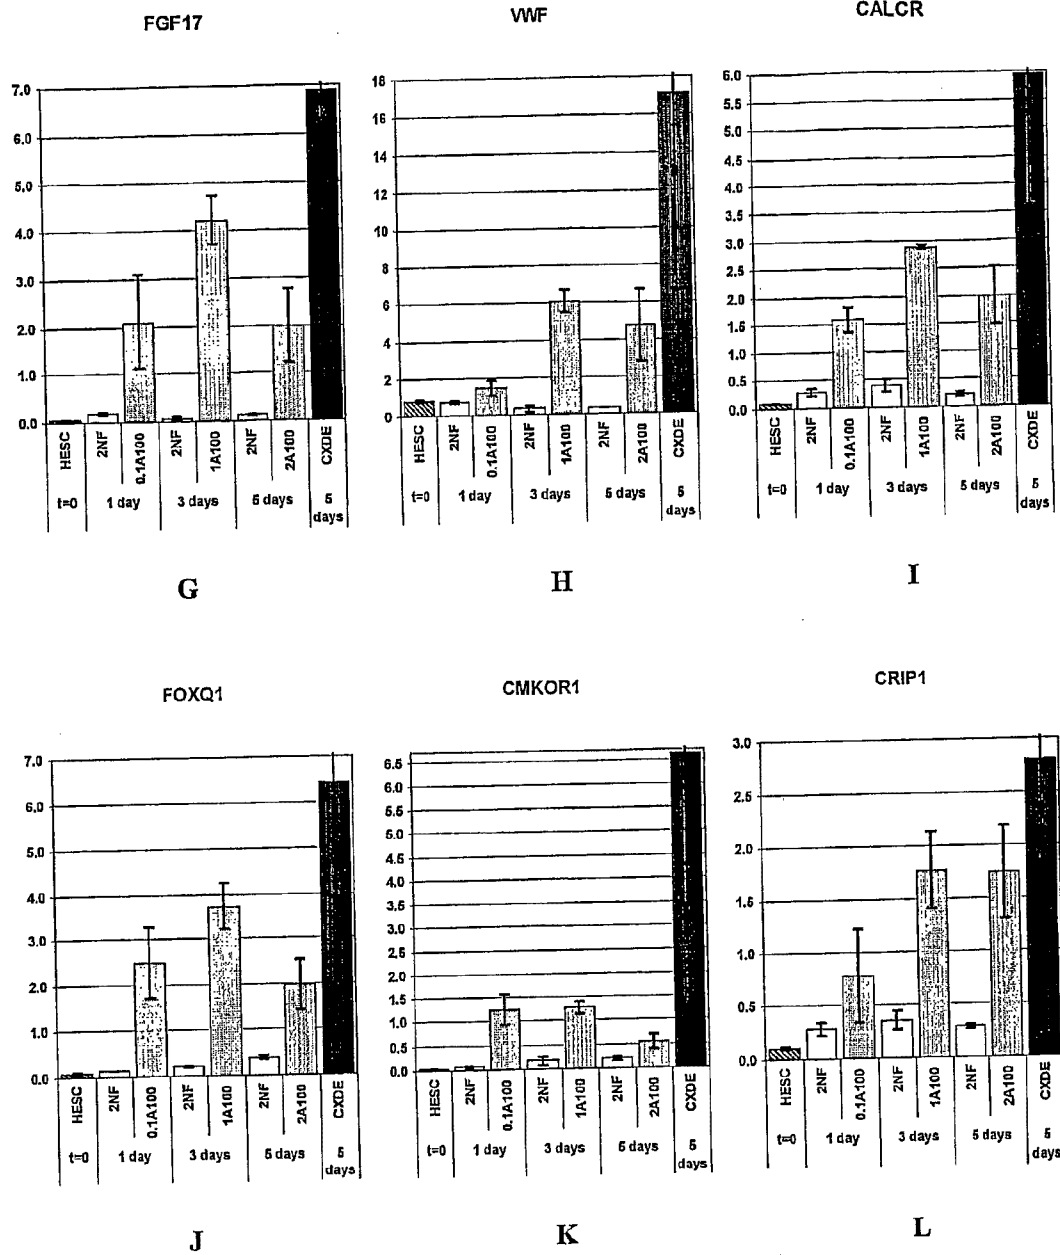 FGF17
7.0
6.0
5.0
4.0
3.0
2.0
1.0
0.0
HESC
2NF
0.1A100
2NF
1A100
2NF
2A100
CXDE
t=0
1 day
3 days
5 days
5 days
G
VWF
18
16
14
12
10
8
6
4
2
0
HESC
2NF
0.1A100
2NF
1A100
2NF
2A100
CXDE
t=0
1 day
3 days
5 days
5 days
H
CALCR
6.0
5.5
5.0
4.5
4.0
3.5
3.0
2.5
2.0
1.5
1.0
0.5
0.0
HESC
2NF
0.1A100
2NF
1A100
2NF
2A100
CXDE
t=0
1 day
3 days
5 days
5 days
I
FOXQ1
7.0
6.0
5.0
4.0
3.0
2.0
1.0
0.0
HESC
2NF
0.1A100
2NF
1A100
2NF
2A100
CXDE
t=0
1 day
3 days
5 days
5 days
J
CMKOR1
6.5
6.0
5.5
5.0
4.5
4.0
3.5
3.0
2.5
2.0
1.5
1.0
0.5
0.0
HESC
2NF
0.1A100
2NF
1A100
2NF
2A100
CXDE
t=0
1 day
3 days
5 days
5 days
K
CRIP1
3.0
2.5
2.0
1.5
1.0
0.5
0.0
HESC
2NF
0.1A100
2NF
1A100
2NF
2A100
CXDE
t=0
1 day
3 days
5 days
5 days
L